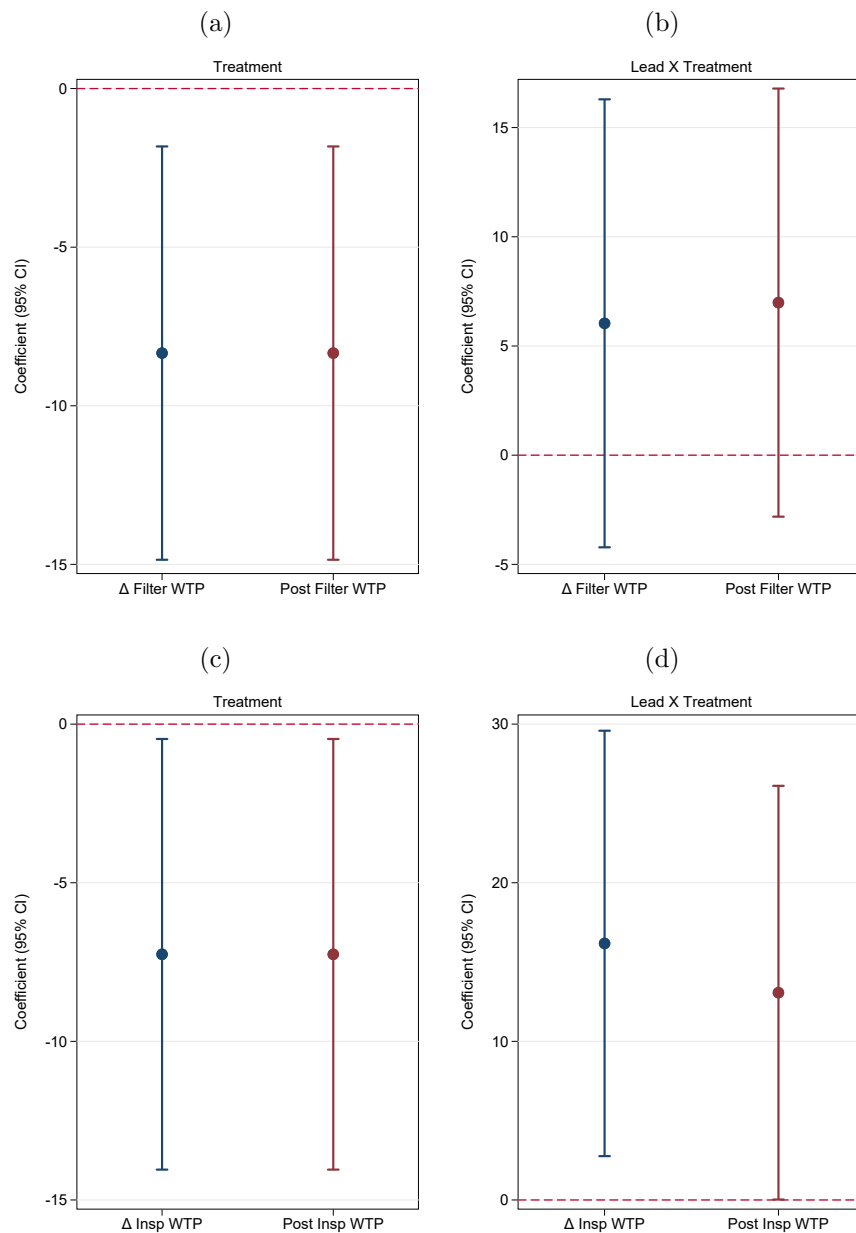 (a)
Treatment
0
-5
-10
-15
Coefficient (95% CI)
Δ Filter WTP
Post Filter WTP
(b)
Lead X Treatment
15
10
5
0
-5
Coefficient (95% CI)
Δ Filter WTP
Post Filter WTP
(c)
Treatment
0
-5
-10
-15
Coefficient (95% CI)
Δ Insp WTP
Post Insp WTP
(d)
Lead X Treatment
30
20
10
0
Coefficient (95% CI)
Δ Insp WTP
Post Insp WTP